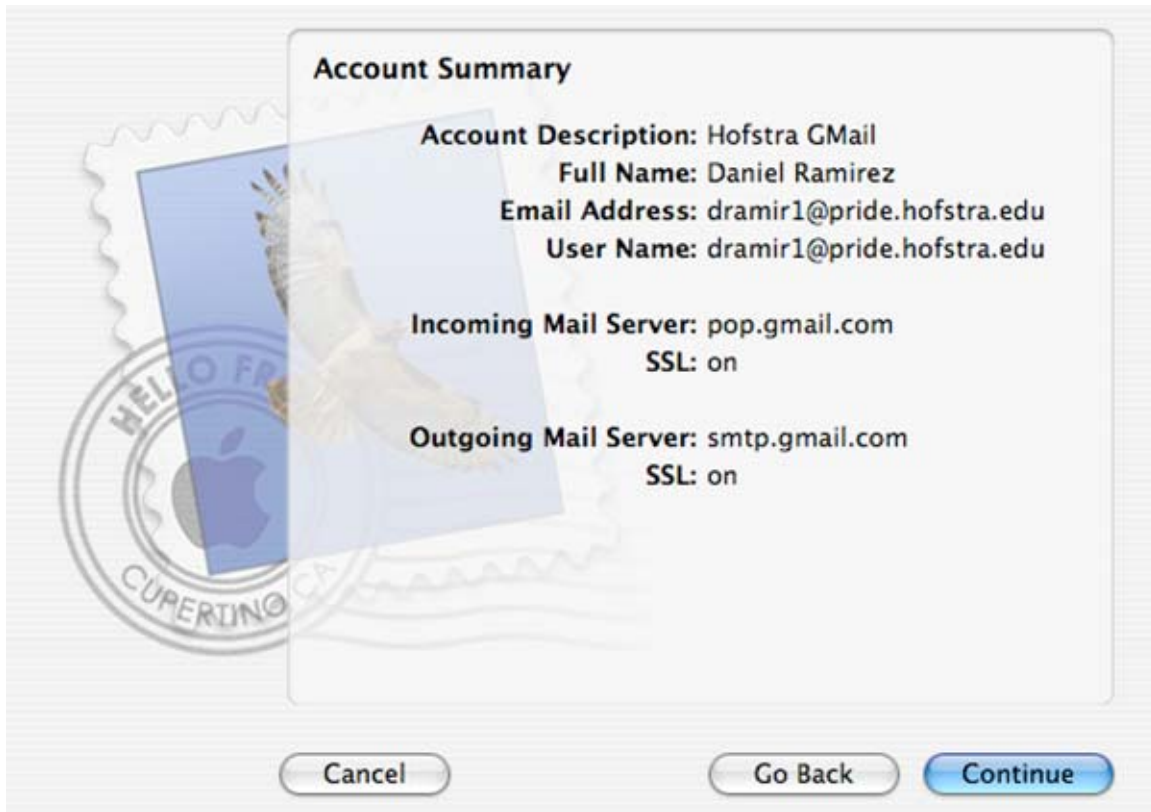 Account Summary
Account Description: Hofstra GMail
Full Name: Daniel Ramirez
Email Address: dramir1@pride.hofstra.edu
User Name: dramir1@pride.hofstra.edu
Incoming Mail Server: pop.gmail.com
SSL: on
Outgoing Mail Server: smtp.gmail.com
SSL: on
HELLO
CUPERTINO CA
Cancel
Go Back
Continue